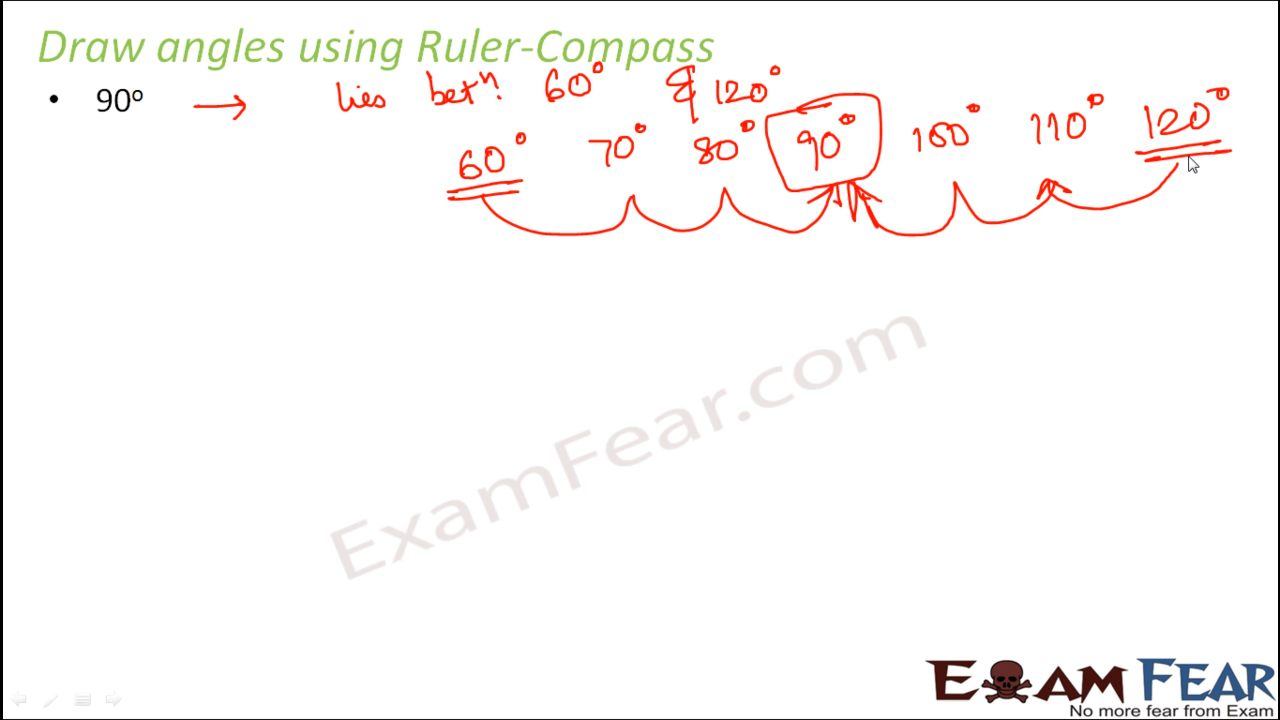 Draw angles using Ruler-Compass
• 90° → lies betⁿ. 60° & 120°
60° 70° 80° 90° 100° 110° 120°
ExamFear.com
EXAM FEAR
No more fear from Exam